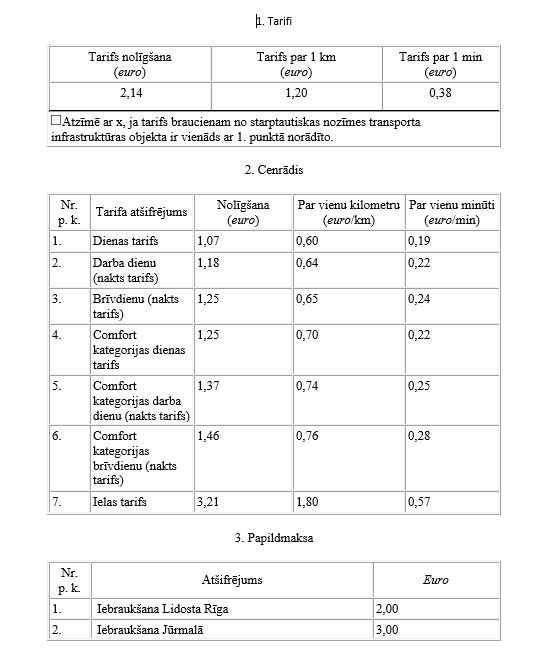 1. Tarifi
Tarifs nolīgšana Tarifs par 1 km Tarifs par 1 min
(euro) (euro) (euro)
2,14 1,20 0,38
☐Atzīmē ar x, ja tarifs braucienam no starptautiskas nozīmes transporta
infrastruktūras objekta ir vienāds ar 1. punktā norādīto.
2. Cenrādis
Nr. Nolīgšana Par vienu kilometru Par vienu minūti
p. k. Tarifa atšifrējums (euro) (euro/km) (euro/min)
1. Dienas tarifs 1,07 0,60 0,19
2. Darba dienu 1,18 0,64 0,22
(nakts tarifs)
3. Brīvdienu (nakts 1,25 0,65 0,24
tarifs)
4. Comfort 1,25 0,70 0,22
kategorijas dienas
tarifs
5. Comfort 1,37 0,74 0,25
kategorijas darba
dienu (nakts tarifs)
6. Comfort 1,46 0,76 0,28
kategorijas
brīvdienu (nakts
tarifs)
7. Ielas tarifs 3,21 1,80 0,57
3. Papildmaksa
Nr. Atšifrējums Euro
p. k.
1. Iebraukšana Lidosta Rīga 2,00
2. Iebraukšana Jūrmalā 3,00